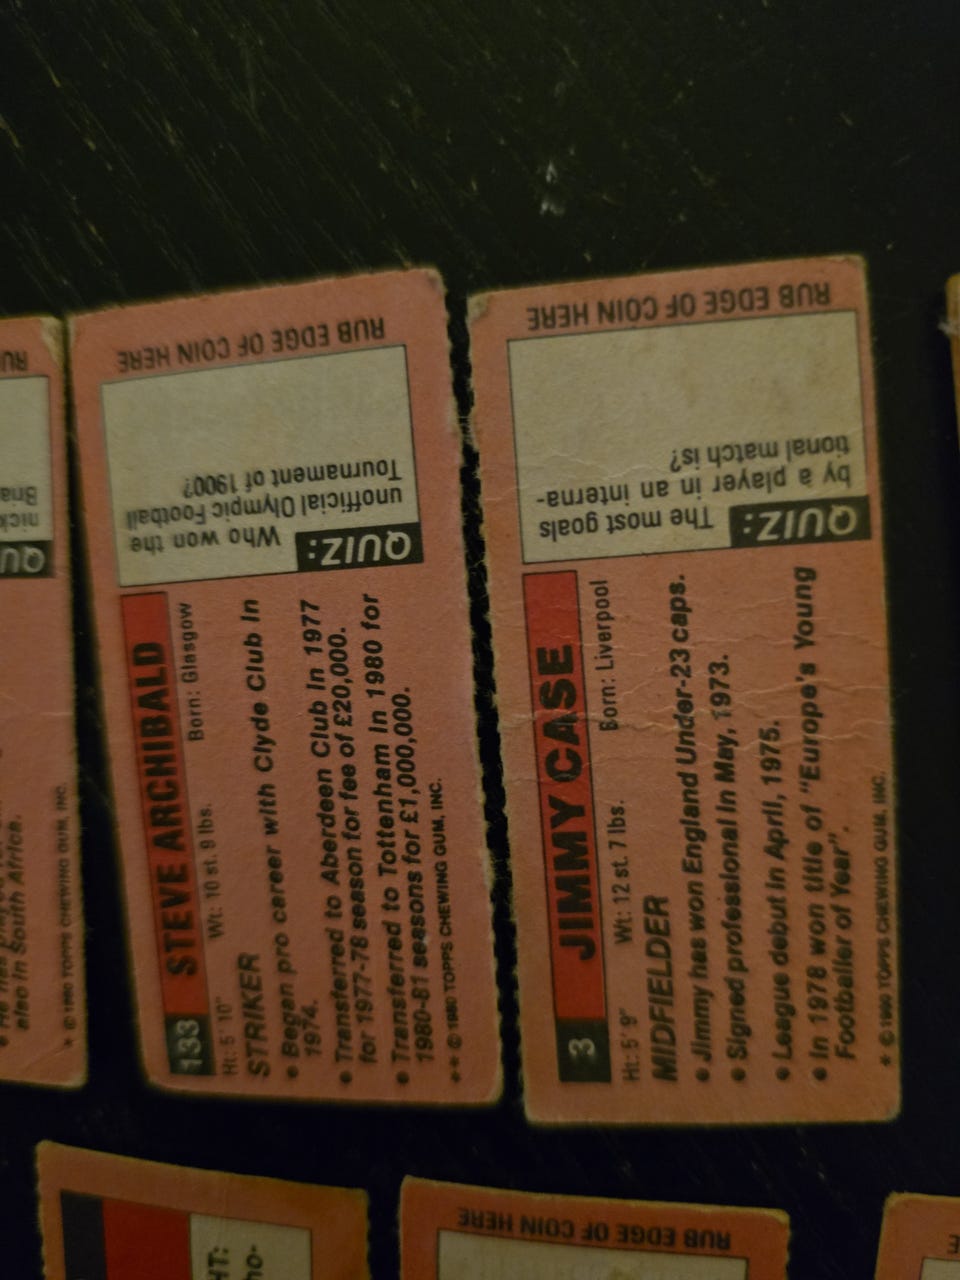 RUB EDGE OF COIN HERE
QUIZ: Who won the
unofficial Olympic Football
Tournament of 1900?
133 STEVE ARCHIBALD
Ht: 5' 10" Wt: 10 st. 9 lbs. Born: Glasgow
STRIKER
• Began pro career with Clyde Club in
1974.
• Transferred to Aberdeen Club in 1977
for 1977-78 season for fee of £20,000.
• Transferred to Tottenham in 1980 for
1980-81 seasons for £1,000,000.
** © 1980 TOPPS CHEWING GUM, INC.
RUB EDGE OF COIN HERE
QUIZ: The most goals
by a player in an interna-
tional match is?
3 JIMMY CASE
Ht: 5' 9" Wt: 12 st. 7 lbs. Born: Liverpool
MIDFIELDER
• Jimmy has won England Under-23 caps.
• Signed professional in May, 1973.
• League debut in April, 1975.
• In 1978 won title of "Europe's Young
Footballer of Year".
* © 1980 TOPPS CHEWING GUM, INC.
RU
QU
nick
Bna
also in South Africa.
* © 1980 TOPPS CHEWING GUM, INC.
HT:
ho-
RUB EDGE OF COIN HERE